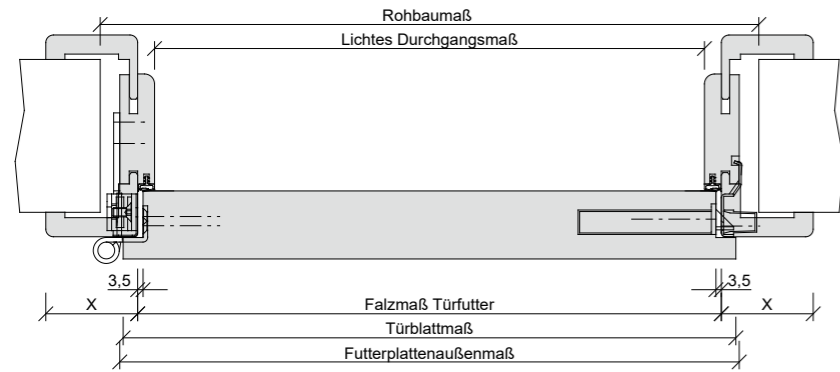 Rohbaumaß
Lichtes Durchgangsmaß
3,5
3,5
X
Falzmaß Türfutter
X
Türblattmaß
Futterplattenaußenmaß